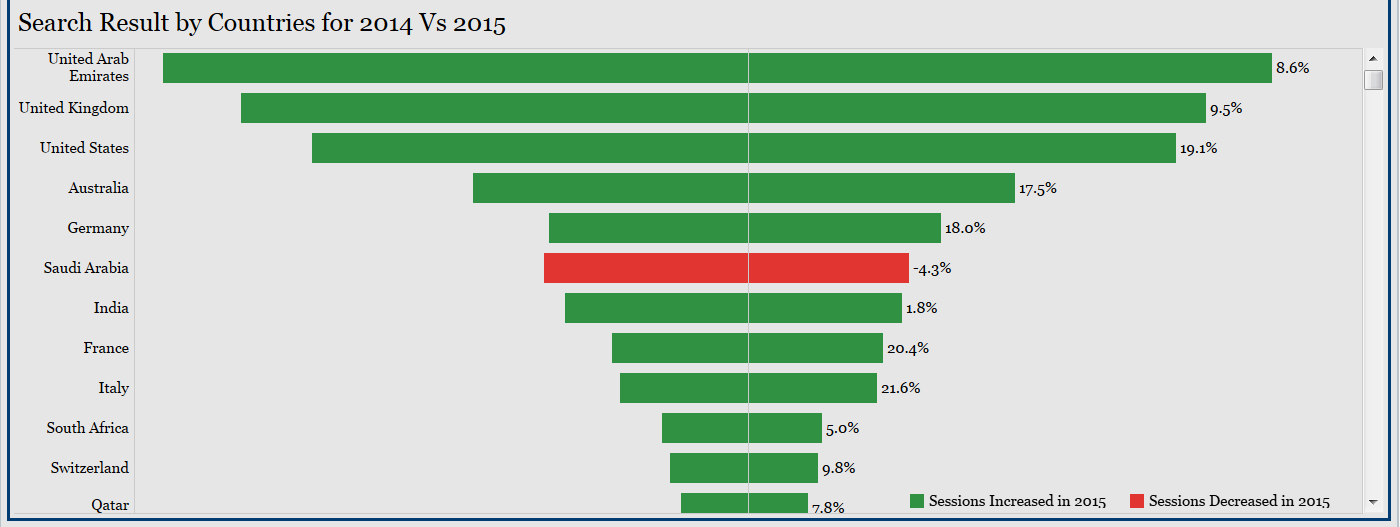 Search Result by Countries for 2014 Vs 2015
United Arab
Emirates
8.6%
United Kingdom
9.5%
United States
19.1%
Australia
17.5%
Germany
18.0%
Saudi Arabia
-4.3%
India
1.8%
France
20.4%
Italy
21.6%
South Africa
5.0%
Switzerland
9.8%
Qatar
7.8%
Sessions Increased in 2015
Sessions Decreased in 2015